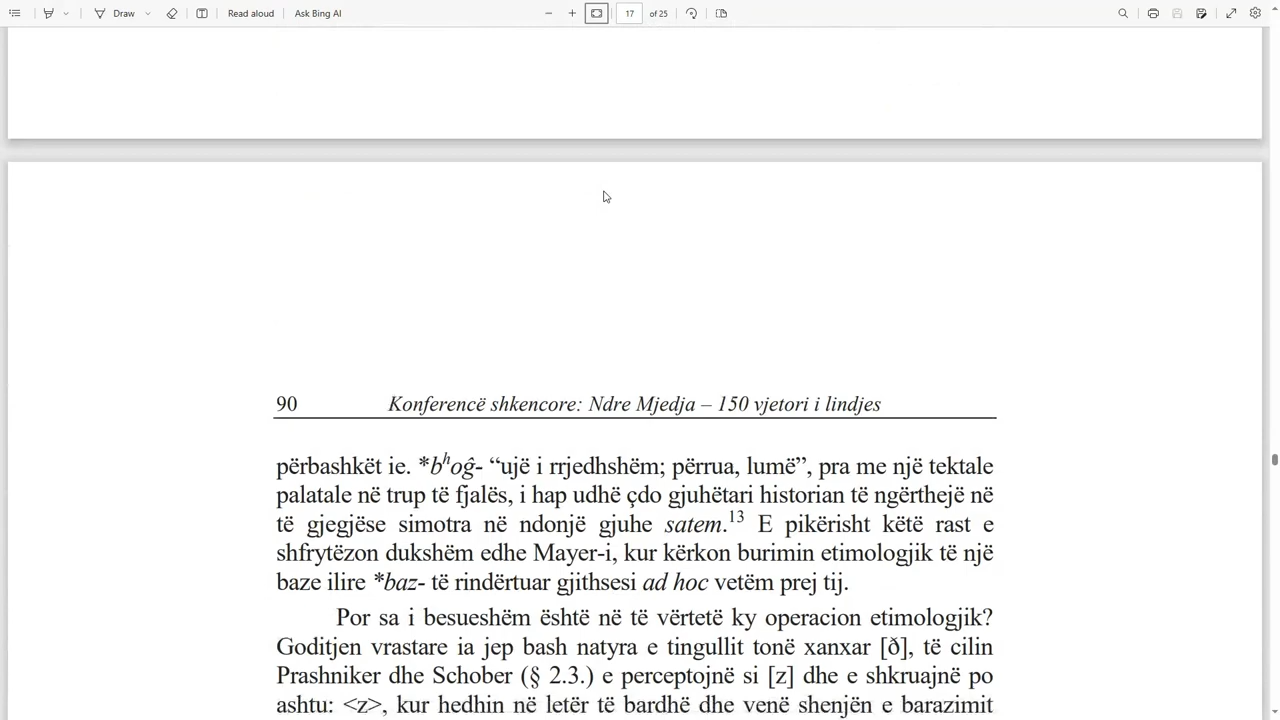 Draw
Read aloud
Ask Bing AI
17 of 25
90 Konferencë shkencore: Ndre Mjedja – 150 vjetori i lindjes
përbashkët ie. *bʰoĝ- “ujë i rrjedhshëm; përrua, lumë”, pra me një tektale
palatale në trup të fjalës, i hap udhë çdo gjuhëtari historian të ngërthejë në
të gjegjëse simotra në ndonjë gjuhe satem.¹³ E pikërisht këtë rast e
shfrytëzon dukshëm edhe Mayer-i, kur kërkon burimin etimologjik të një
baze ilire *baz- të rindërtuar gjithsesi ad hoc vetëm prej tij.
Por sa i besueshëm është në të vërtetë ky operacion etimologjik?
Goditjen vrastare ia jep bash natyra e tingullit tonë xanxar [ð], të cilin
Prashniker dhe Schober (§ 2.3.) e perceptojnë si [z] dhe e shkruajnë po
ashtu: <z>, kur hedhin në letër të bardhë dhe venë shenjën e barazimit